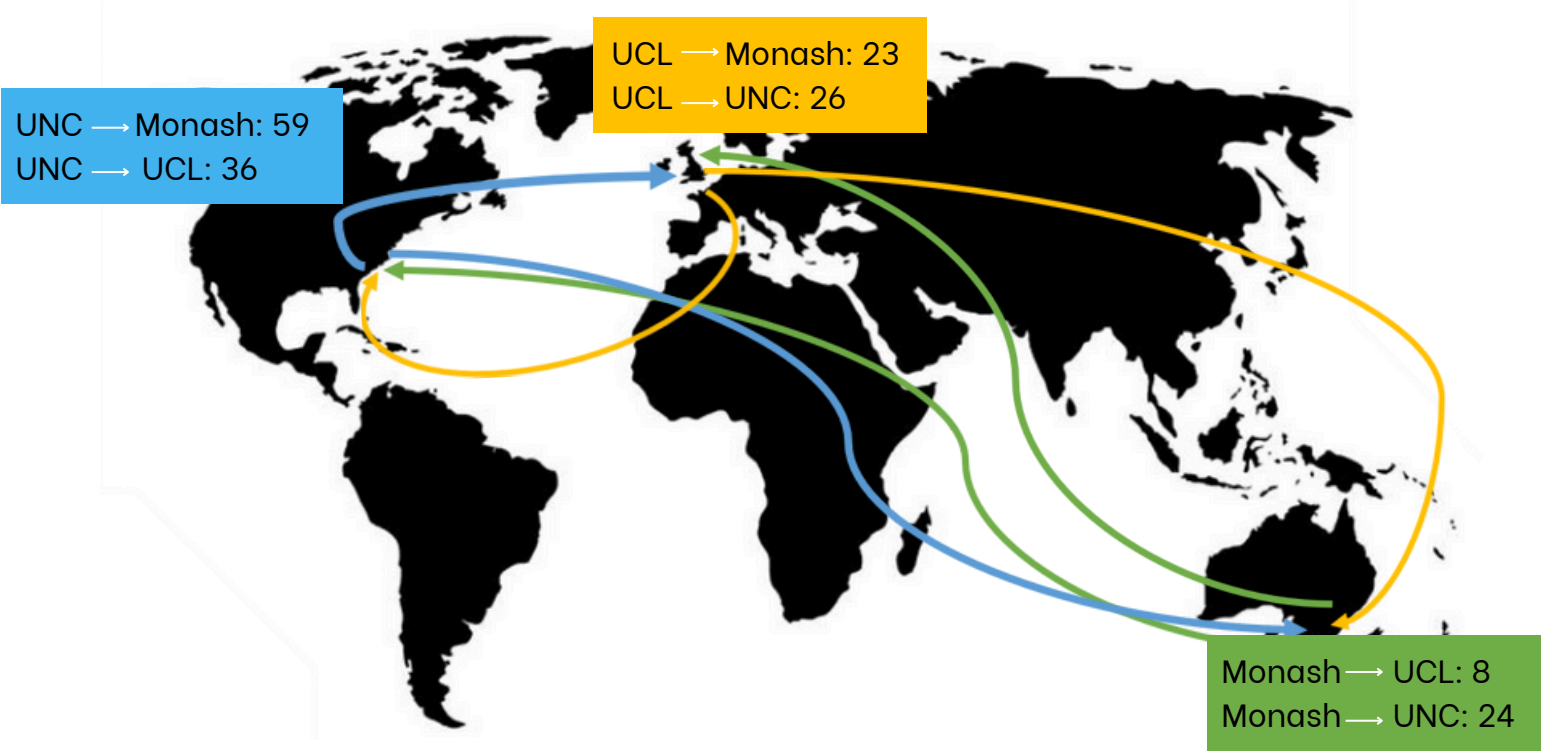 UCL → Monash: 23
UCL → UNC: 26
UNC → Monash: 59
UNC → UCL: 36
Monash → UCL: 8
Monash → UNC: 24